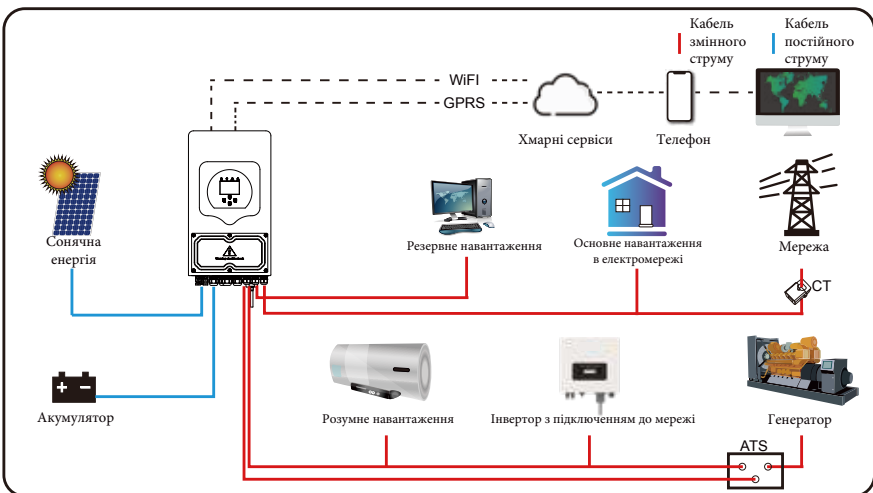 Кабель
змінного
струму
Кабель
постійного
струму
WiFI
GPRS
Хмарні сервіси
Телефон
Сонячна
енергія
Резервне навантаження
Основне навантаження
в електромережі
Мережа
CT
Акумулятор
Розумне навантаження
Інвертор з підключенням до мережі
Генератор
ATS